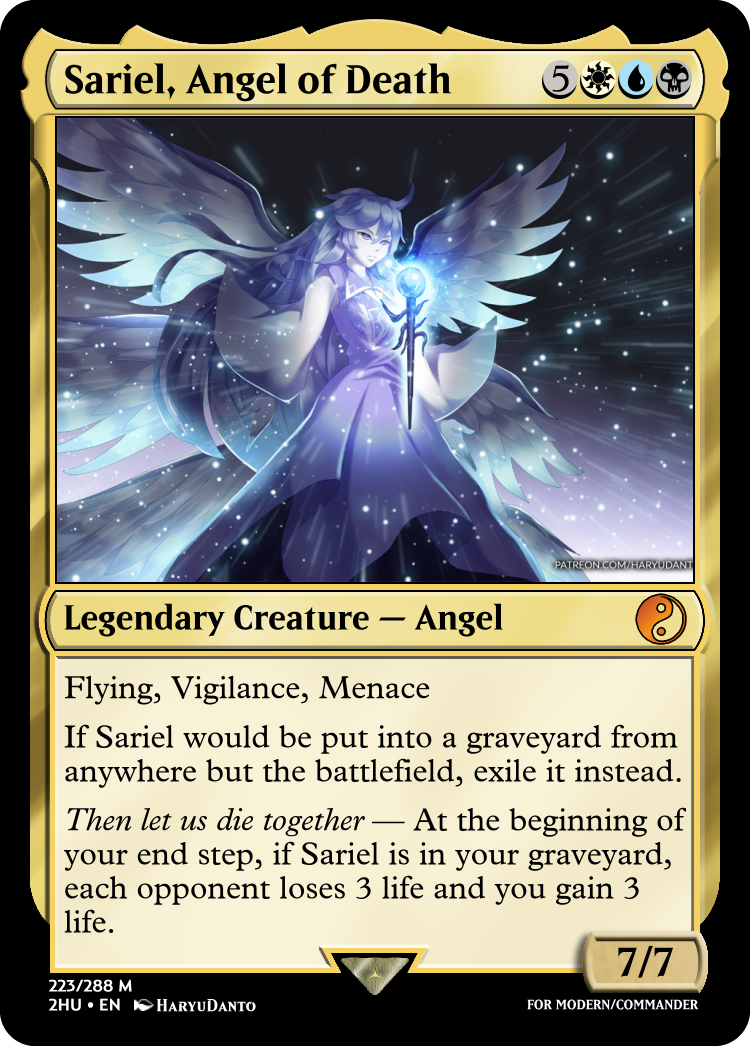 Sariel, Angel of Death 5
PATREON.COM/HARYUDANT
Legendary Creature — Angel
Flying, Vigilance, Menace
If Sariel would be put into a graveyard from
anywhere but the battlefield, exile it instead.
Then let us die together — At the beginning of
your end step, if Sariel is in your graveyard,
each opponent loses 3 life and you gain 3
life.
7/7
223/288 M
2HU • EN HARYUDANTO
FOR MODERN/COMMANDER